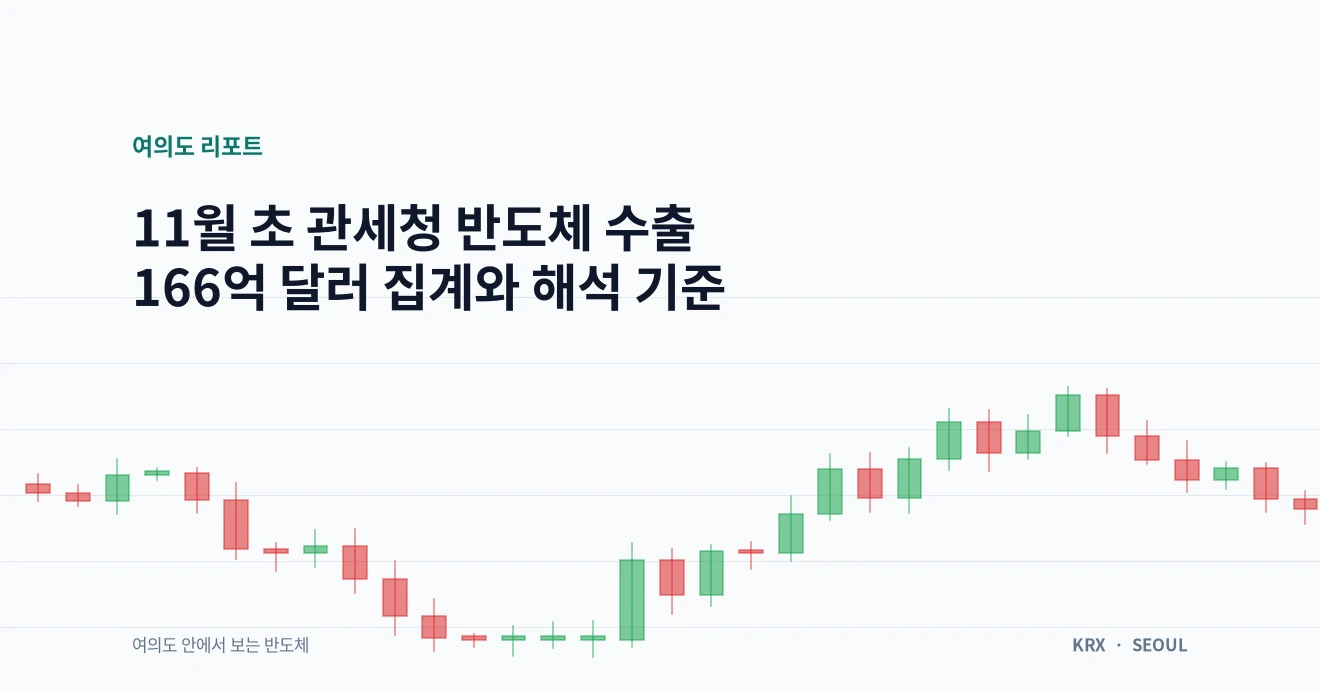 여의도 리포트
11월 초 관세청 반도체 수출
166억 달러 집계와 해석 기준
여의도 안에서 보는 반도체
KRX · SEOUL